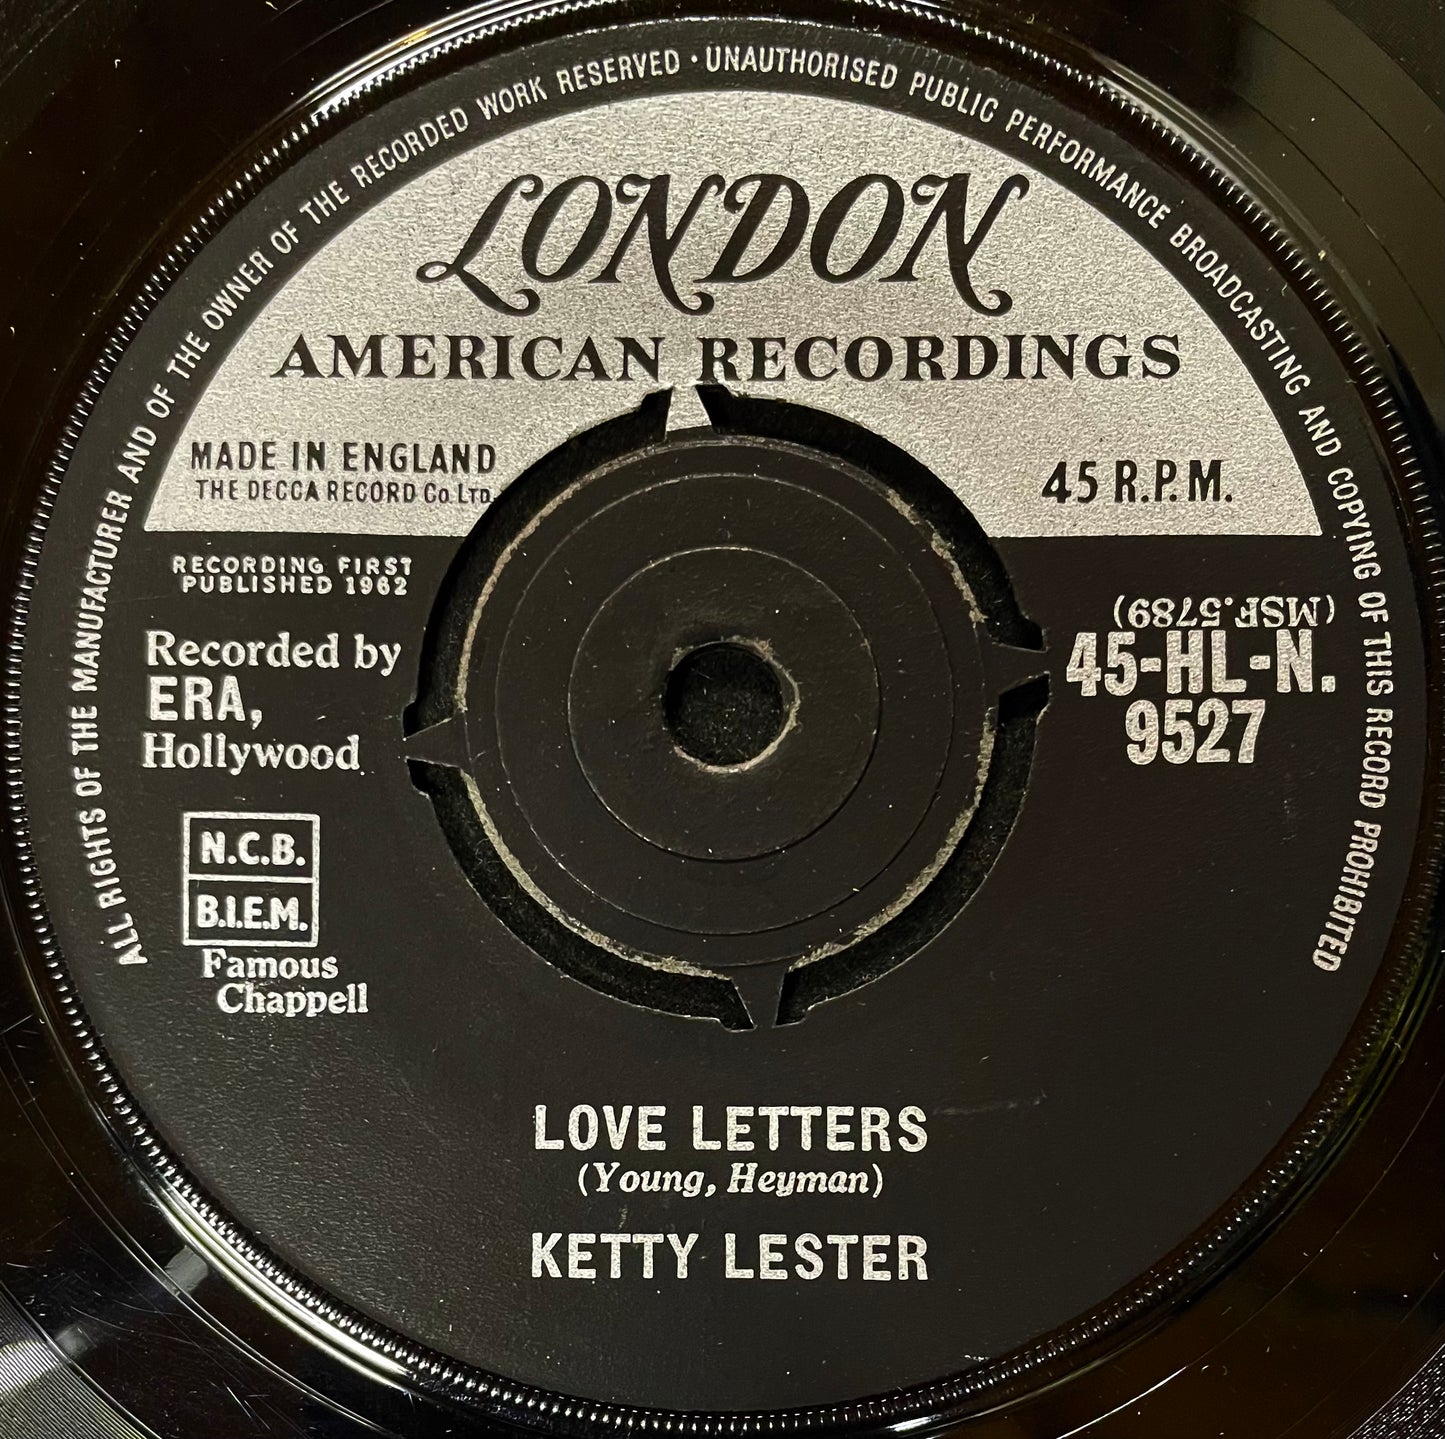 ALL RIGHTS OF THE MANUFACTURER AND OF THE OWNER OF THE RECORDED WORK RESERVED · UNAUTHORISED PUBLIC PERFORMANCE BROADCASTING AND COPYING OF THIS RECORD PROHIBITED
LONDON
AMERICAN RECORDINGS
MADE IN ENGLAND
THE DECCA RECORD Co. LTD.
45 R.P.M.
RECORDING FIRST
PUBLISHED 1962
Recorded by
ERA,
Hollywood
(MSF.5789)
45-HL-N.
9527
N.C.B.
B.I.E.M.
Famous
Chappell
LOVE LETTERS
(Young, Heyman)
KETTY LESTER